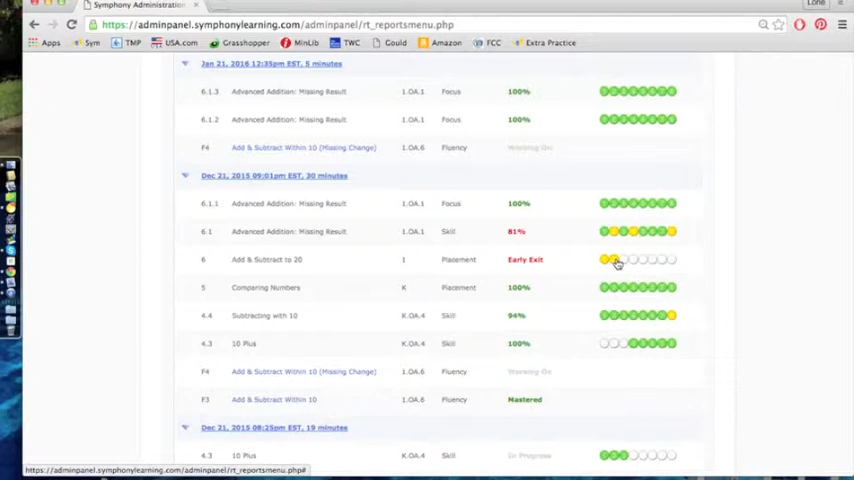 Symphony Administration
Lorie
https://adminpanel.symphonylearning.com/adminpanel/rt_reportsmenu.php
Apps Sym TMP USA.com Grasshopper MinLib TWC Gould Amazon FCC Extra Practice
Jan 21, 2016 12:35pm EST, 5 minutes
6.1.3 Advanced Addition: Missing Result 1.OA.1 Focus 100%
6.1.2 Advanced Addition: Missing Result 1.OA.1 Focus 100%
F4 Add & Subtract Within 10 (Missing Change) 1.OA.6 Fluency Working On
Dec 21, 2015 09:01pm EST, 30 minutes
6.1.1 Advanced Addition: Missing Result 1.OA.1 Focus 100%
6.1 Advanced Addition: Missing Result 1.OA.1 Skill 81%
6 Add & Subtract to 20 1 Placement Early Exit
5 Comparing Numbers K Placement 100%
4.4 Subtracting with 10 K.OA.4 Skill 94%
4.3 10 Plus K.OA.4 Skill 100%
F4 Add & Subtract Within 10 (Missing Change) 1.OA.6 Fluency Working On
F3 Add & Subtract Within 10 1.OA.6 Fluency Mastered
Dec 21, 2015 08:25pm EST, 19 minutes
4.3 10 Plus K.OA.4 Skill In Progress
https://adminpanel.symphonylearning.com/adminpanel/rt_reportsmenu.php#